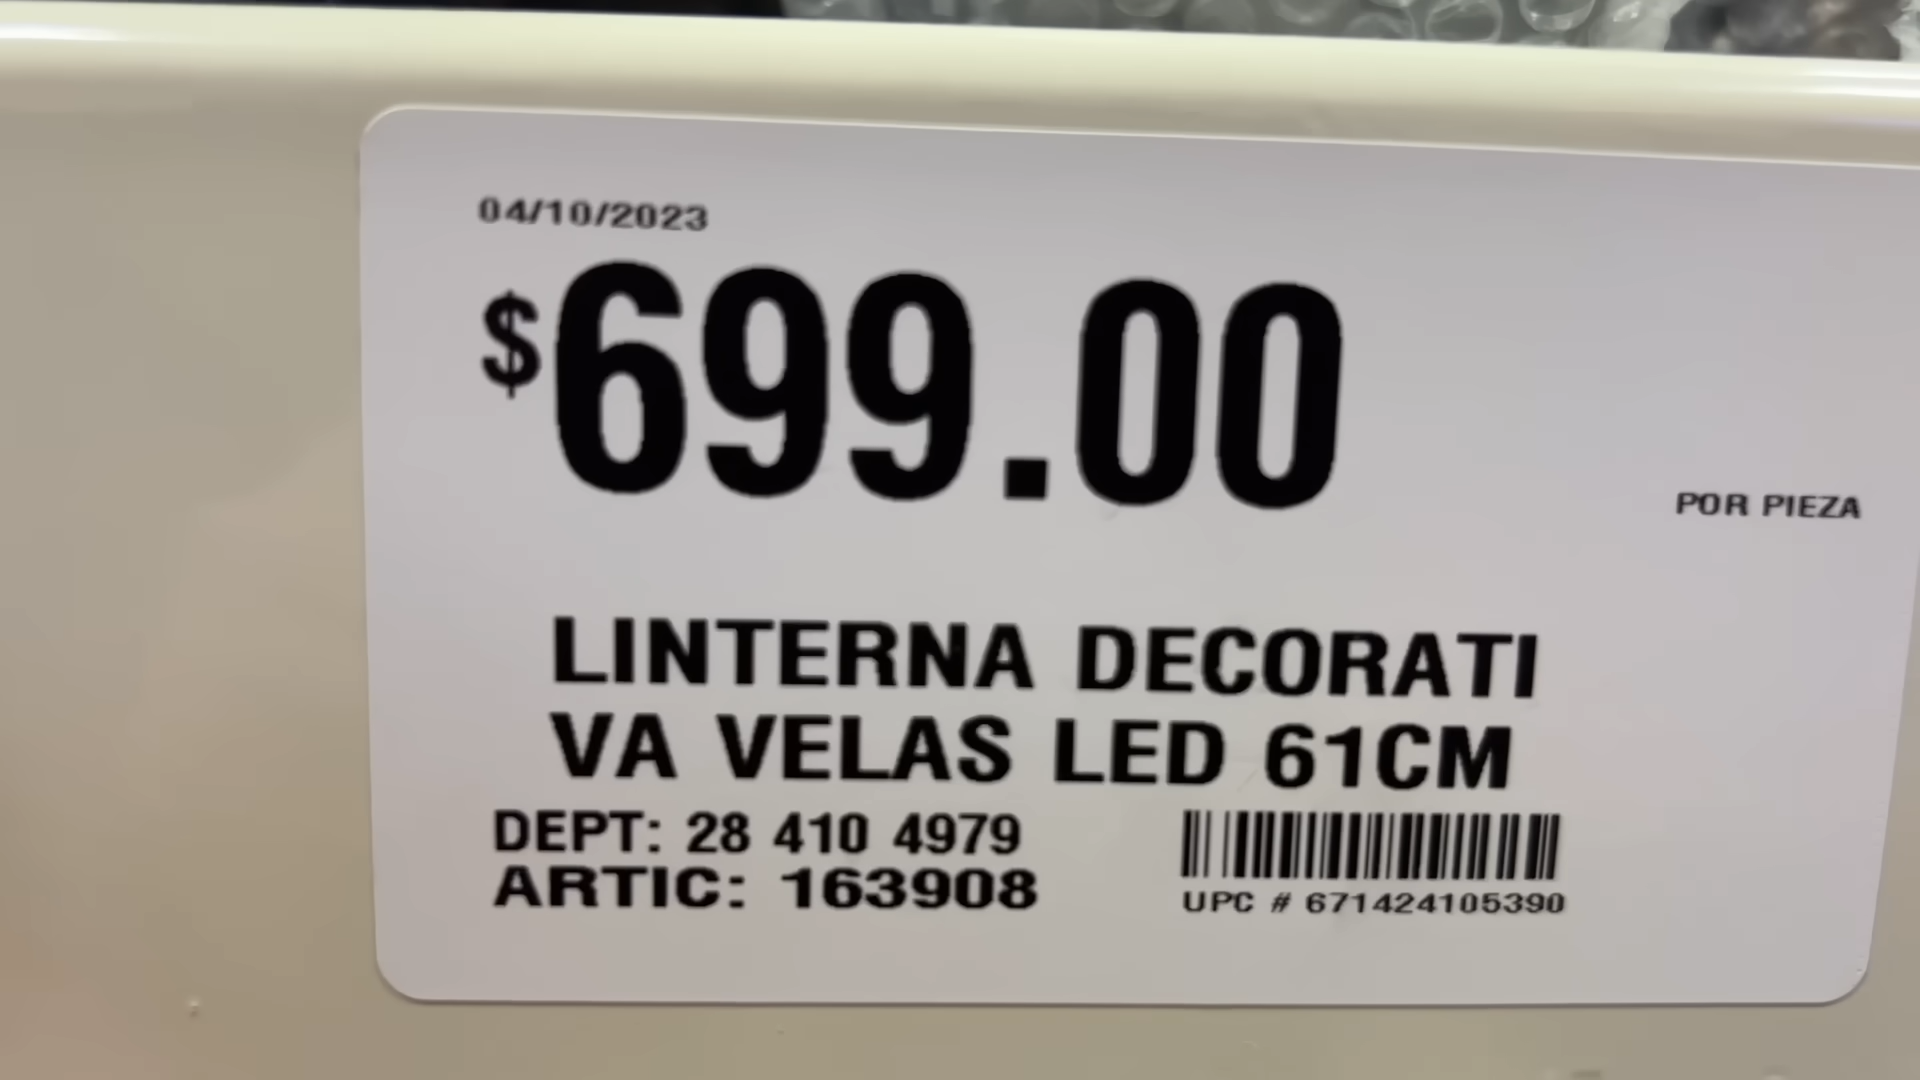 04/10/2023
$699.00
POR PIEZA
LINTERNA DECORATI
VA VELAS LED 61CM
DEPT: 28 410 4979
ARTIC: 163908
UPC # 671424105390